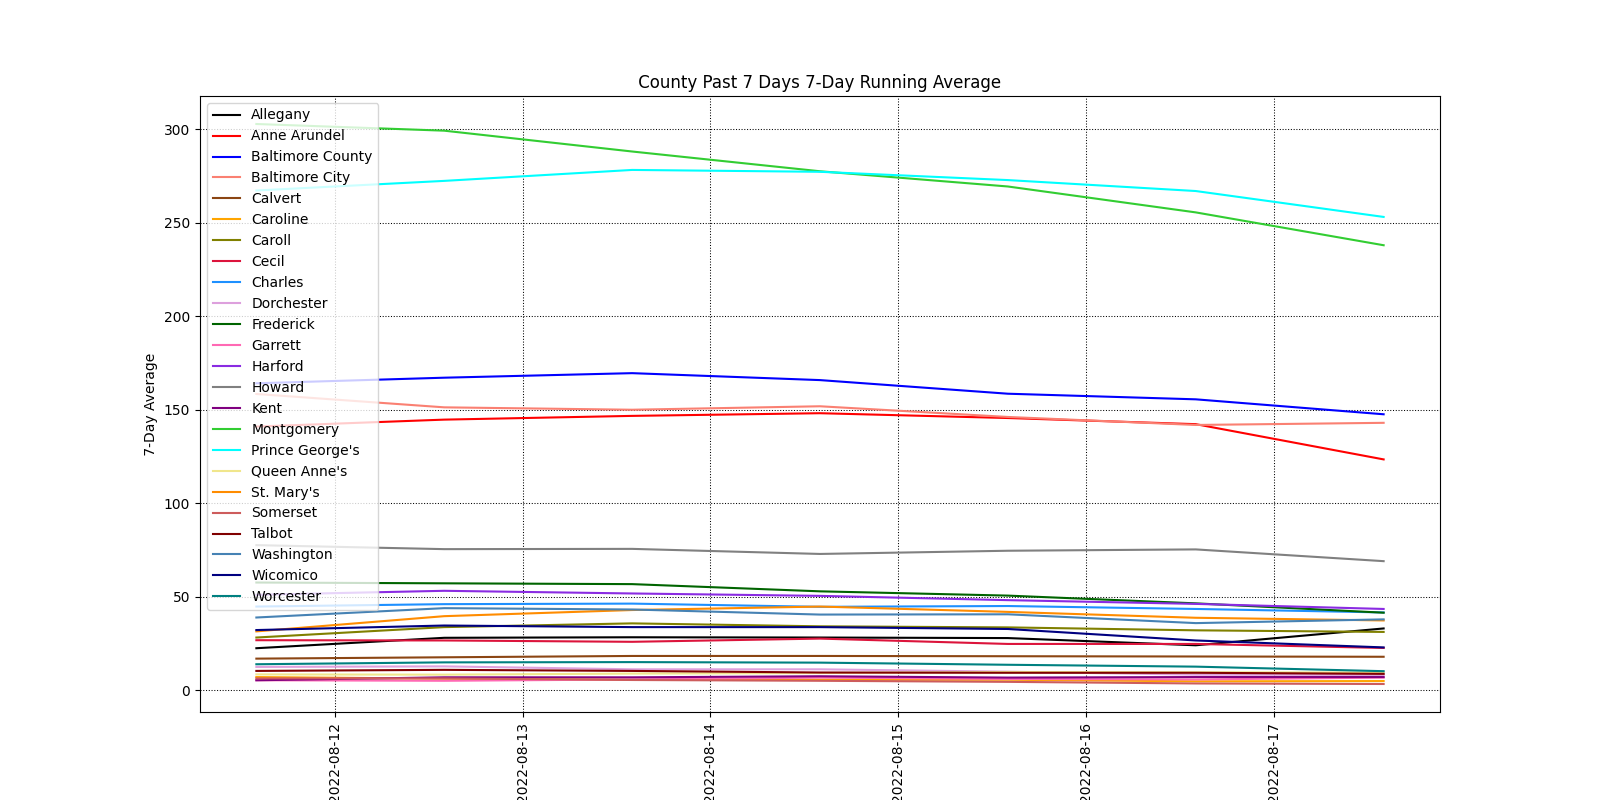 County Past 7 Days 7-Day Running Average
7-Day Average
300
250
200
150
100
50
0
Allegany
Anne Arundel
Baltimore County
Baltimore City
Calvert
Caroline
Caroll
Cecil
Charles
Dorchester
Frederick
Garrett
Harford
Howard
Kent
Montgomery
Prince George's
Queen Anne's
St. Mary's
Somerset
Talbot
Washington
Wicomico
Worcester
2022-08-12
2022-08-13
2022-08-14
2022-08-15
2022-08-16
2022-08-17